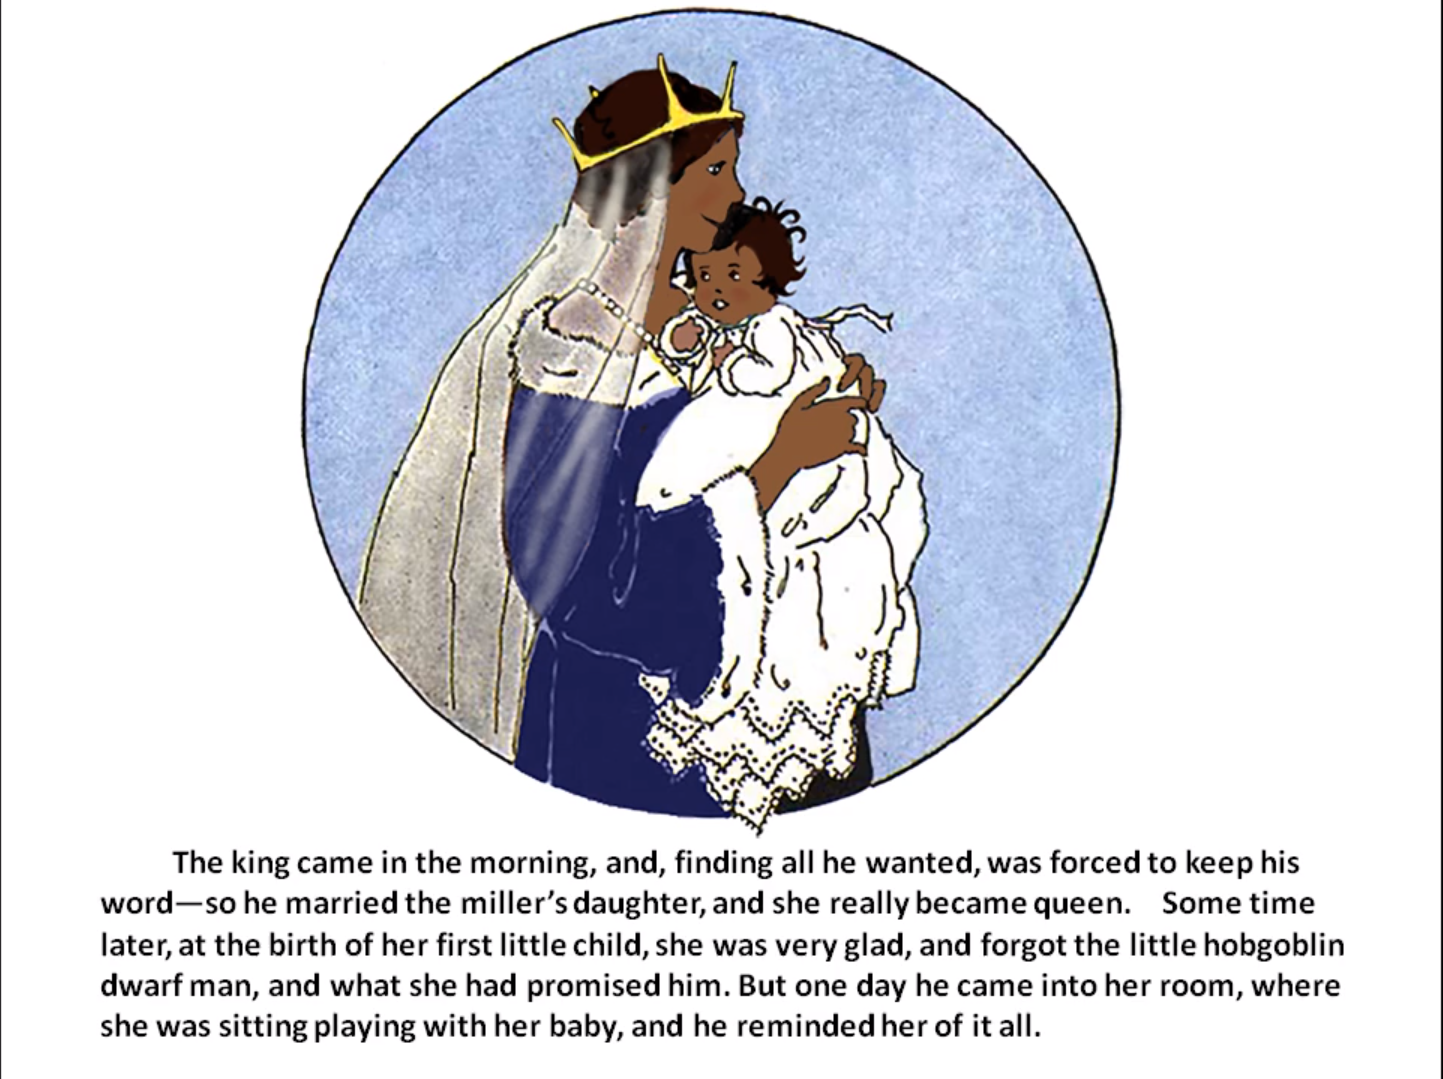 The king came in the morning, and, finding all he wanted, was forced to keep his
word—so he married the miller's daughter, and she really became queen. Some time
later, at the birth of her first little child, she was very glad, and forgot the little hobgoblin
dwarf man, and what she had promised him. But one day he came into her room, where
she was sitting playing with her baby, and he reminded her of it all.